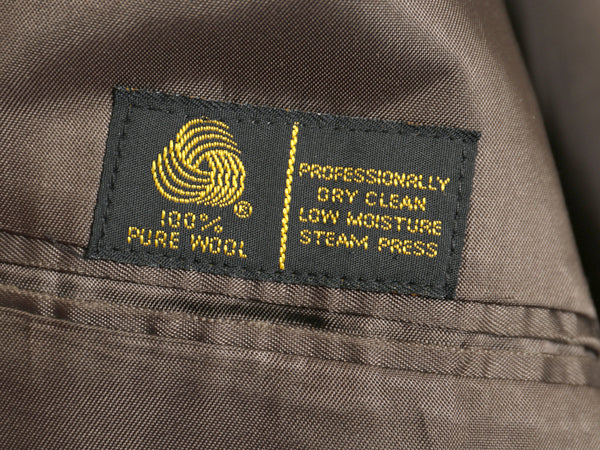 ®
100%
PURE WOOL
PROFESSIONALLY
DRY CLEAN
LOW MOISTURE
STEAM PRESS